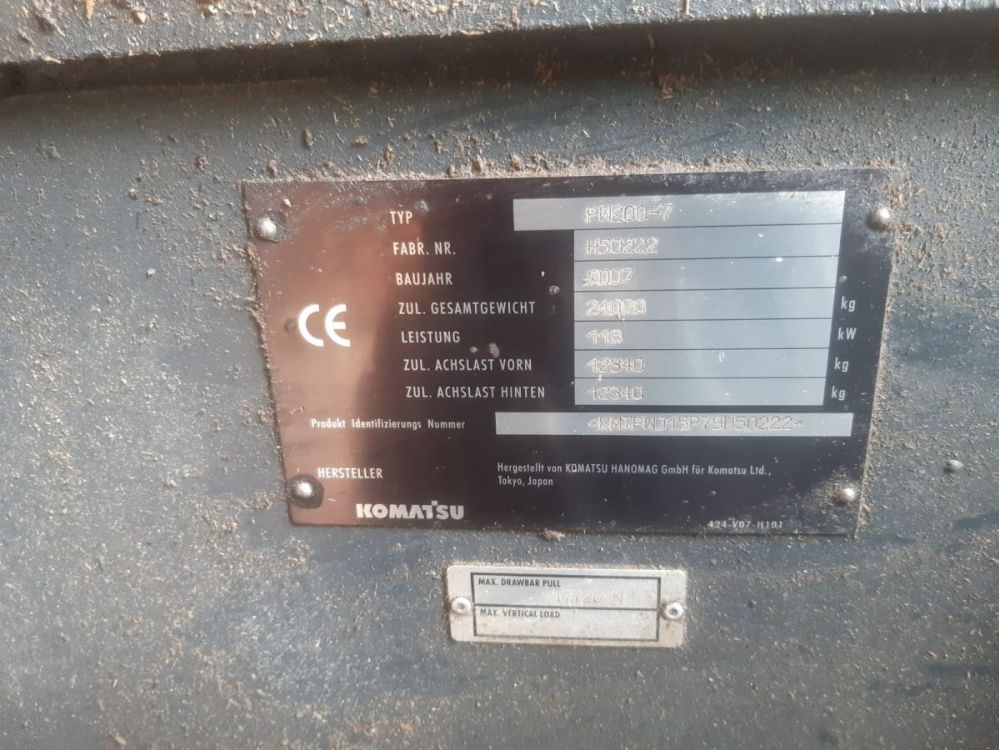 TYP PW200-7
FABR. NR. H50222
BAUJAHR 2007
ZUL. GESAMTGEWICHT 24000 kg
CE
LEISTUNG 118 kW
ZUL. ACHSLAST VORN 12340 kg
ZUL. ACHSLAST HINTEN 12340 kg
Produkt Identifizierungs Nummer
HERSTELLER Hergestellt von KOMATSU HANOMAG GmbH für Komatsu Ltd.,
Tokyo, Japan
KOMATSU
424-V07-H101
MAX. DRAWBAR PULL
MAX. VERTICAL LOAD